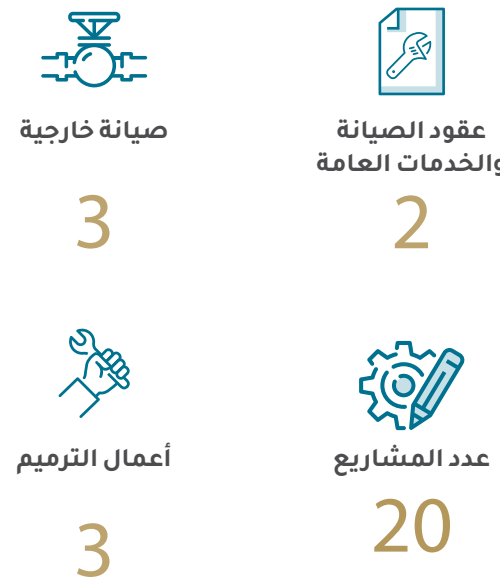 عقود الصيانة
والخدمات العامة
2
صيانة خارجية
3
عدد المشاريع
20
أعمال الترميم
3